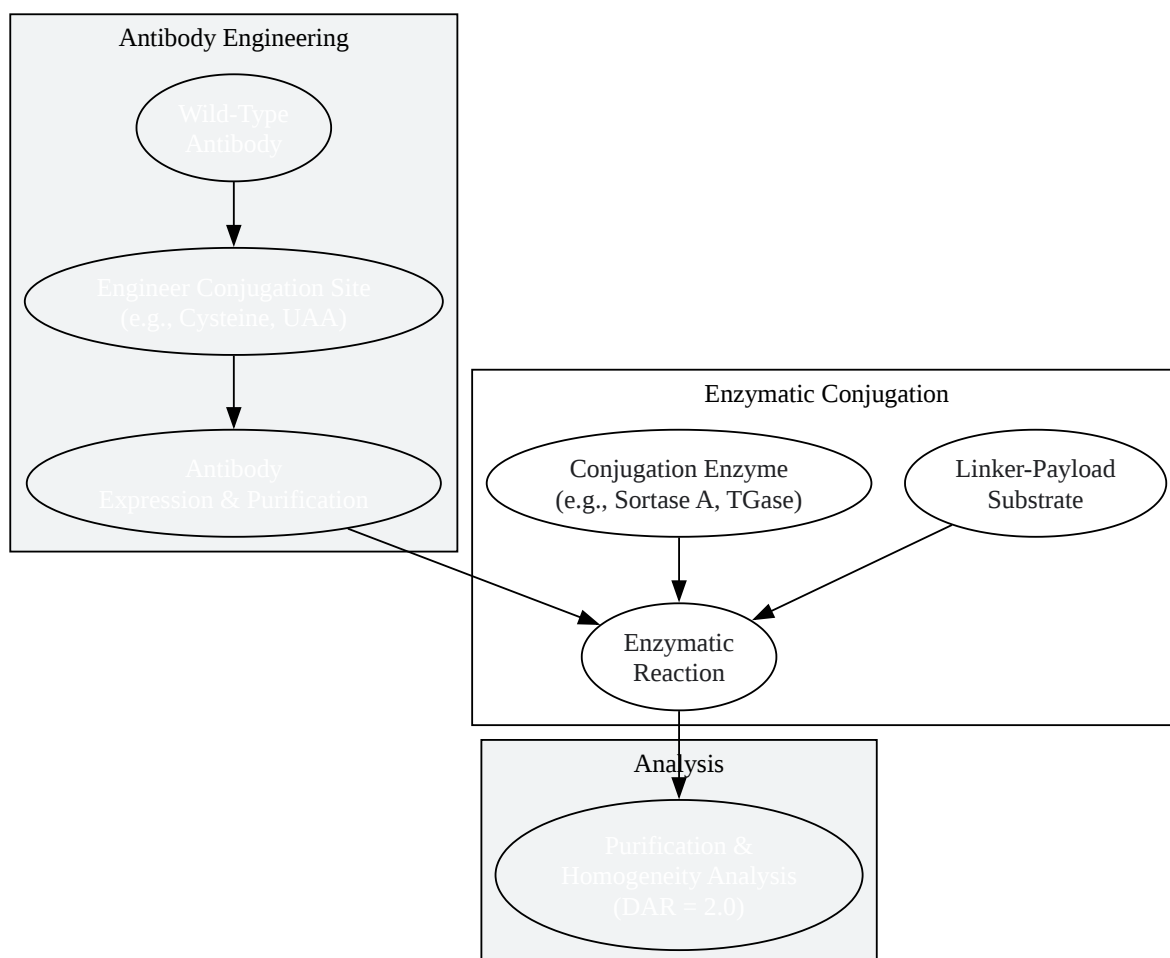 Antibody Engineering
Wild-Type
Antibody
Engineer Conjugation Site
(e.g., Cysteine, UAA)
Antibody
Expression & Purification
Enzymatic Conjugation
Conjugation Enzyme
(e.g., Sortase A, TGase)
Linker-Payload
Substrate
Enzymatic
Reaction
Analysis
Purification &
Homogeneity Analysis
(DAR = 2.0)